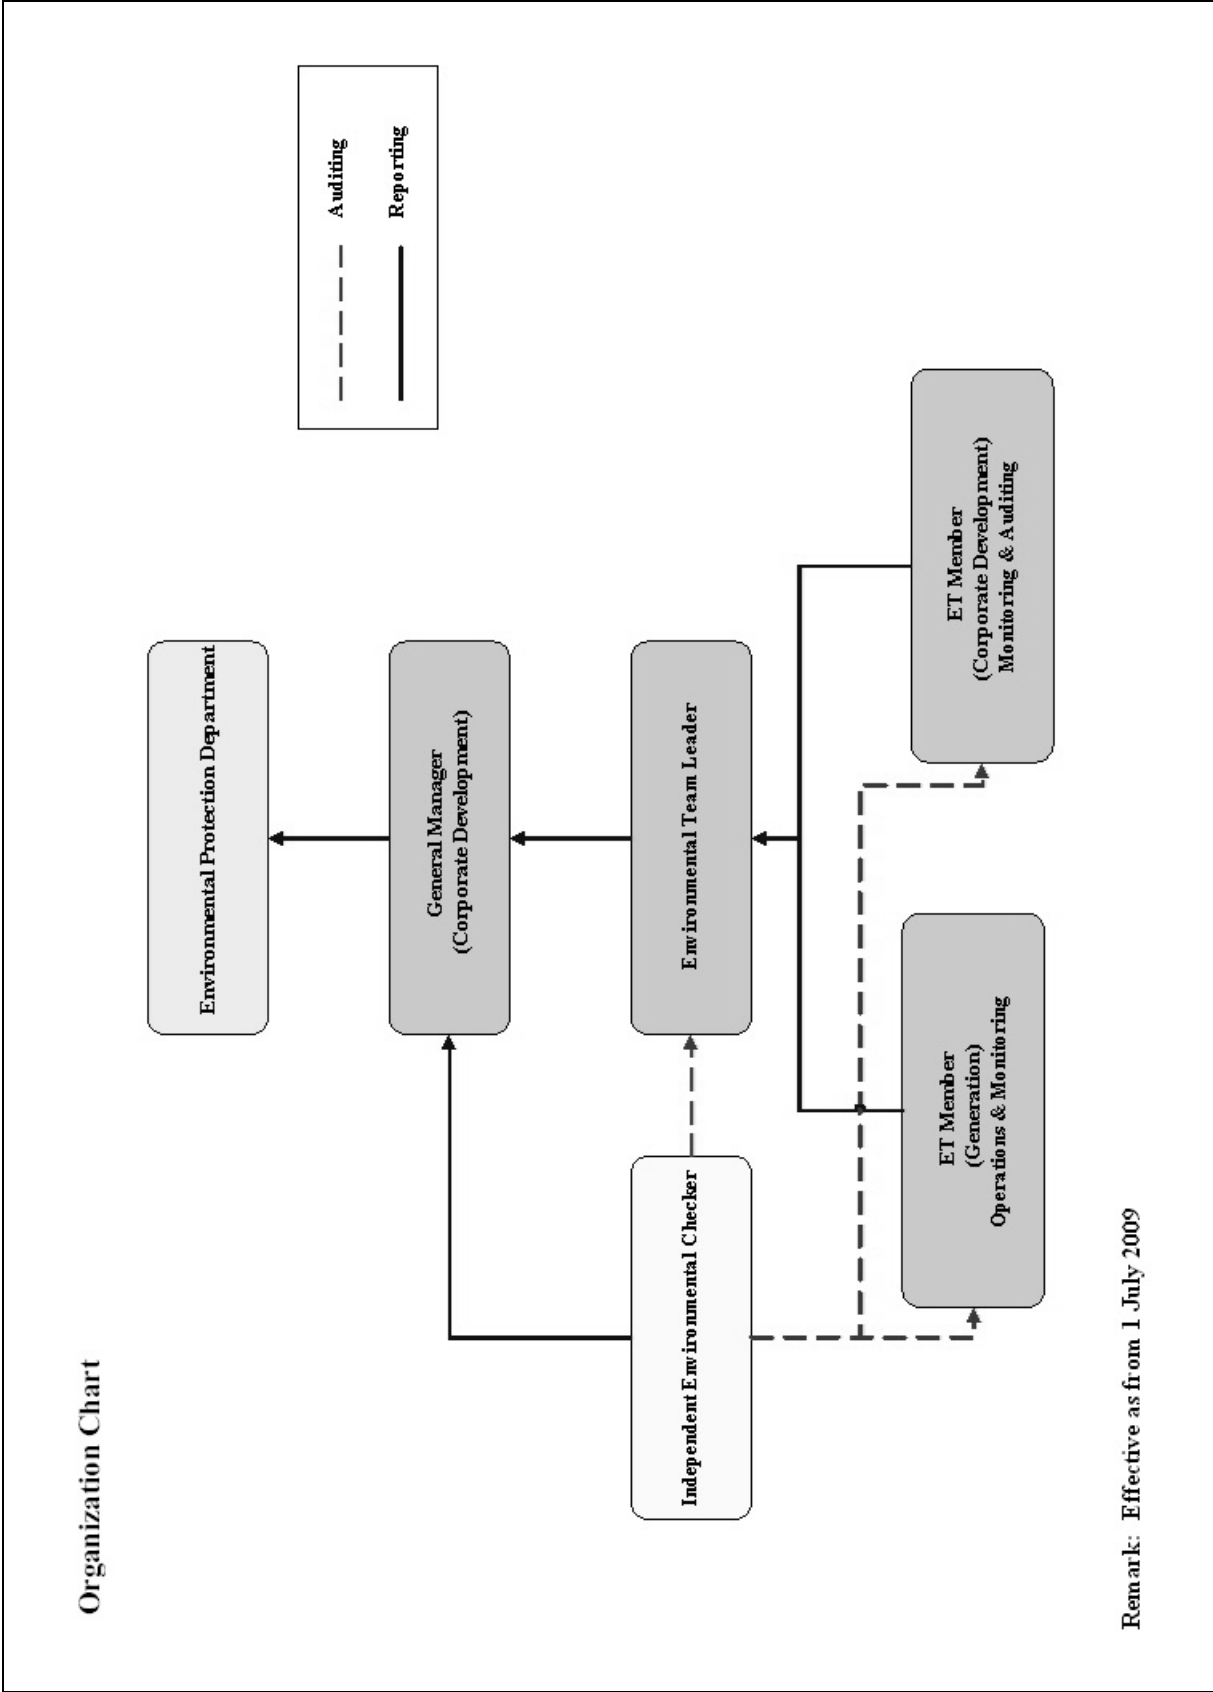 Organization Chart
Environmental Protection Department
Auditing
Reporting
General Manager
(Corporate Development)
Independent Environmental Checker
Environmental Team Leader
ET Member
(Generation)
Operations & Monitoring
ET Member
(Corporate Development)
Monitoring & Auditing
Remark: Effective as from 1 July 2009